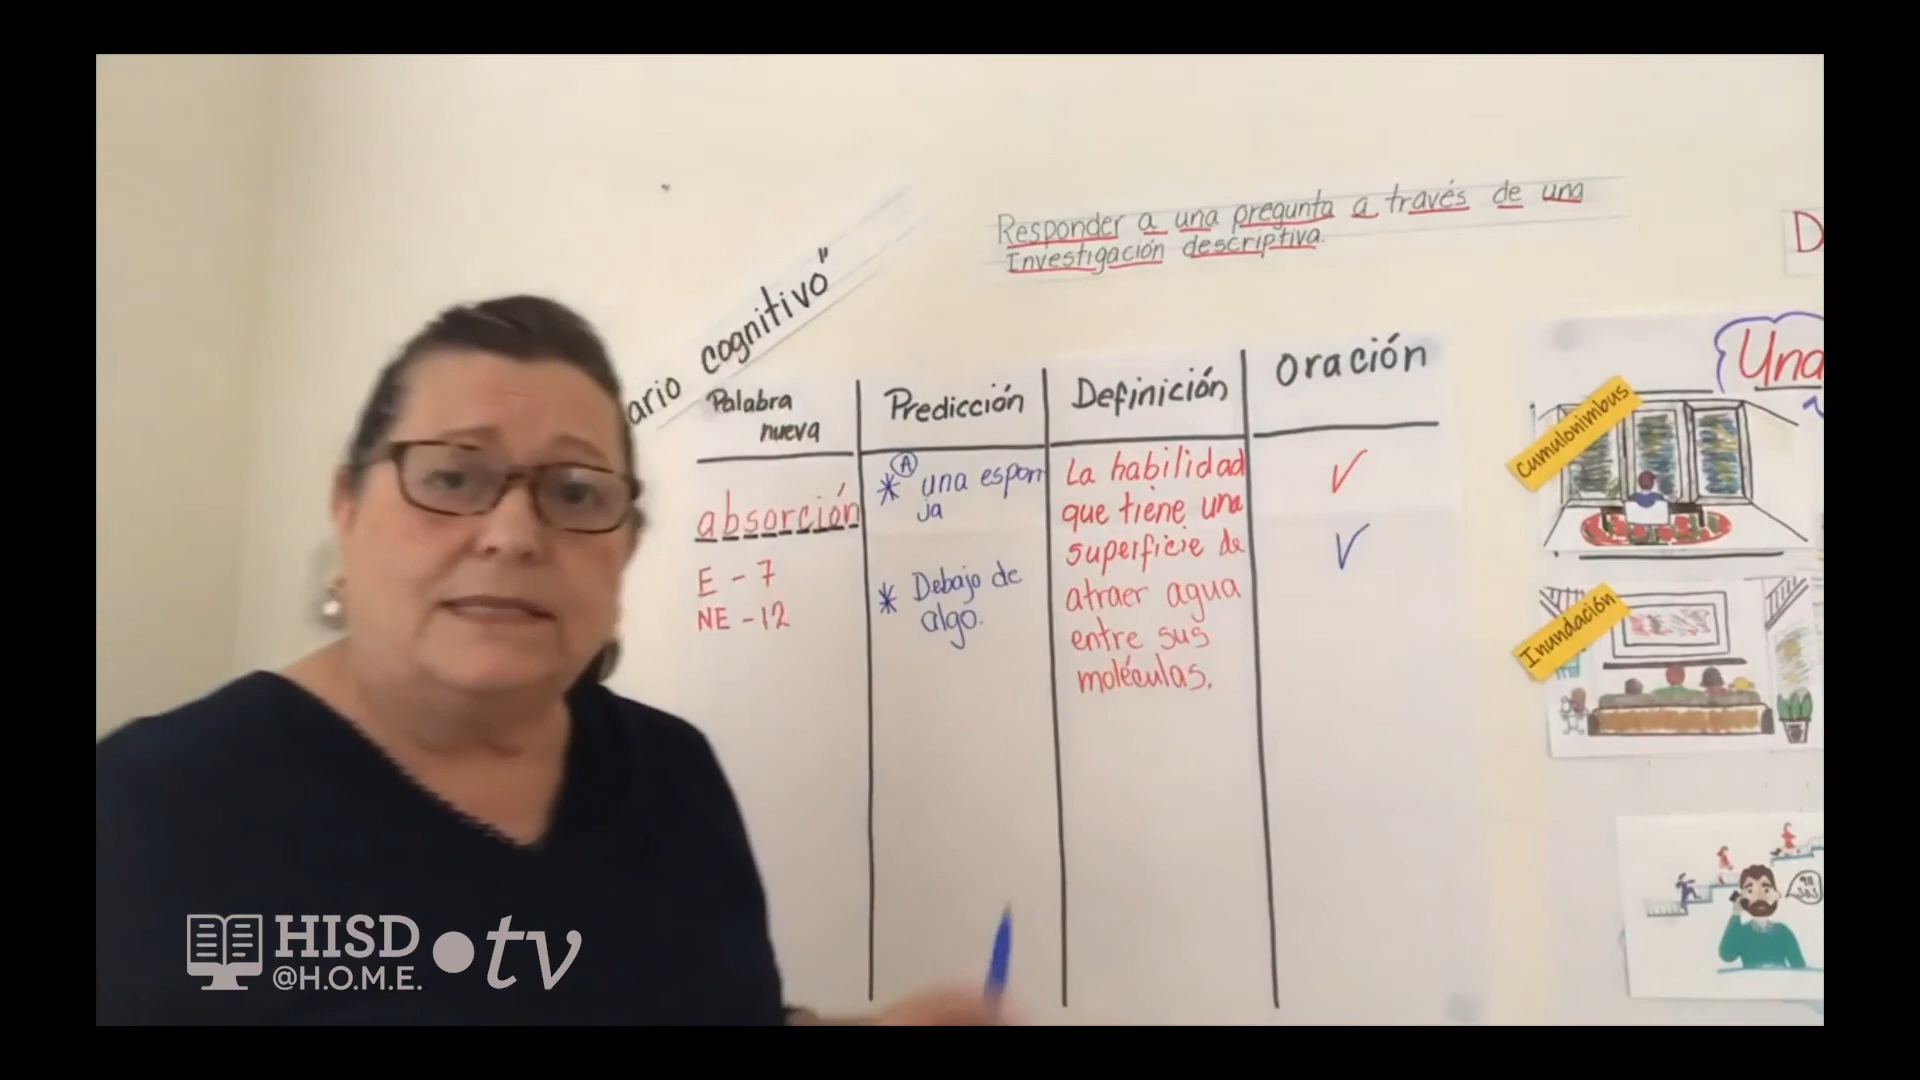 Responder a una pregunta a través de una
Investigación descriptiva.
D
ario cognitivo"
Palabra
nueva
Predicción
Definición
Oración
absorción
E - 7
NE - 12
* A una espon
ja
* Debajo de
algo.
La habilidad
que tiene una
superficie de
atraer agua
entre sus
moléculas.
Una
Cumulonimbus
Inundación
HISD
@H.O.M.E.
tv